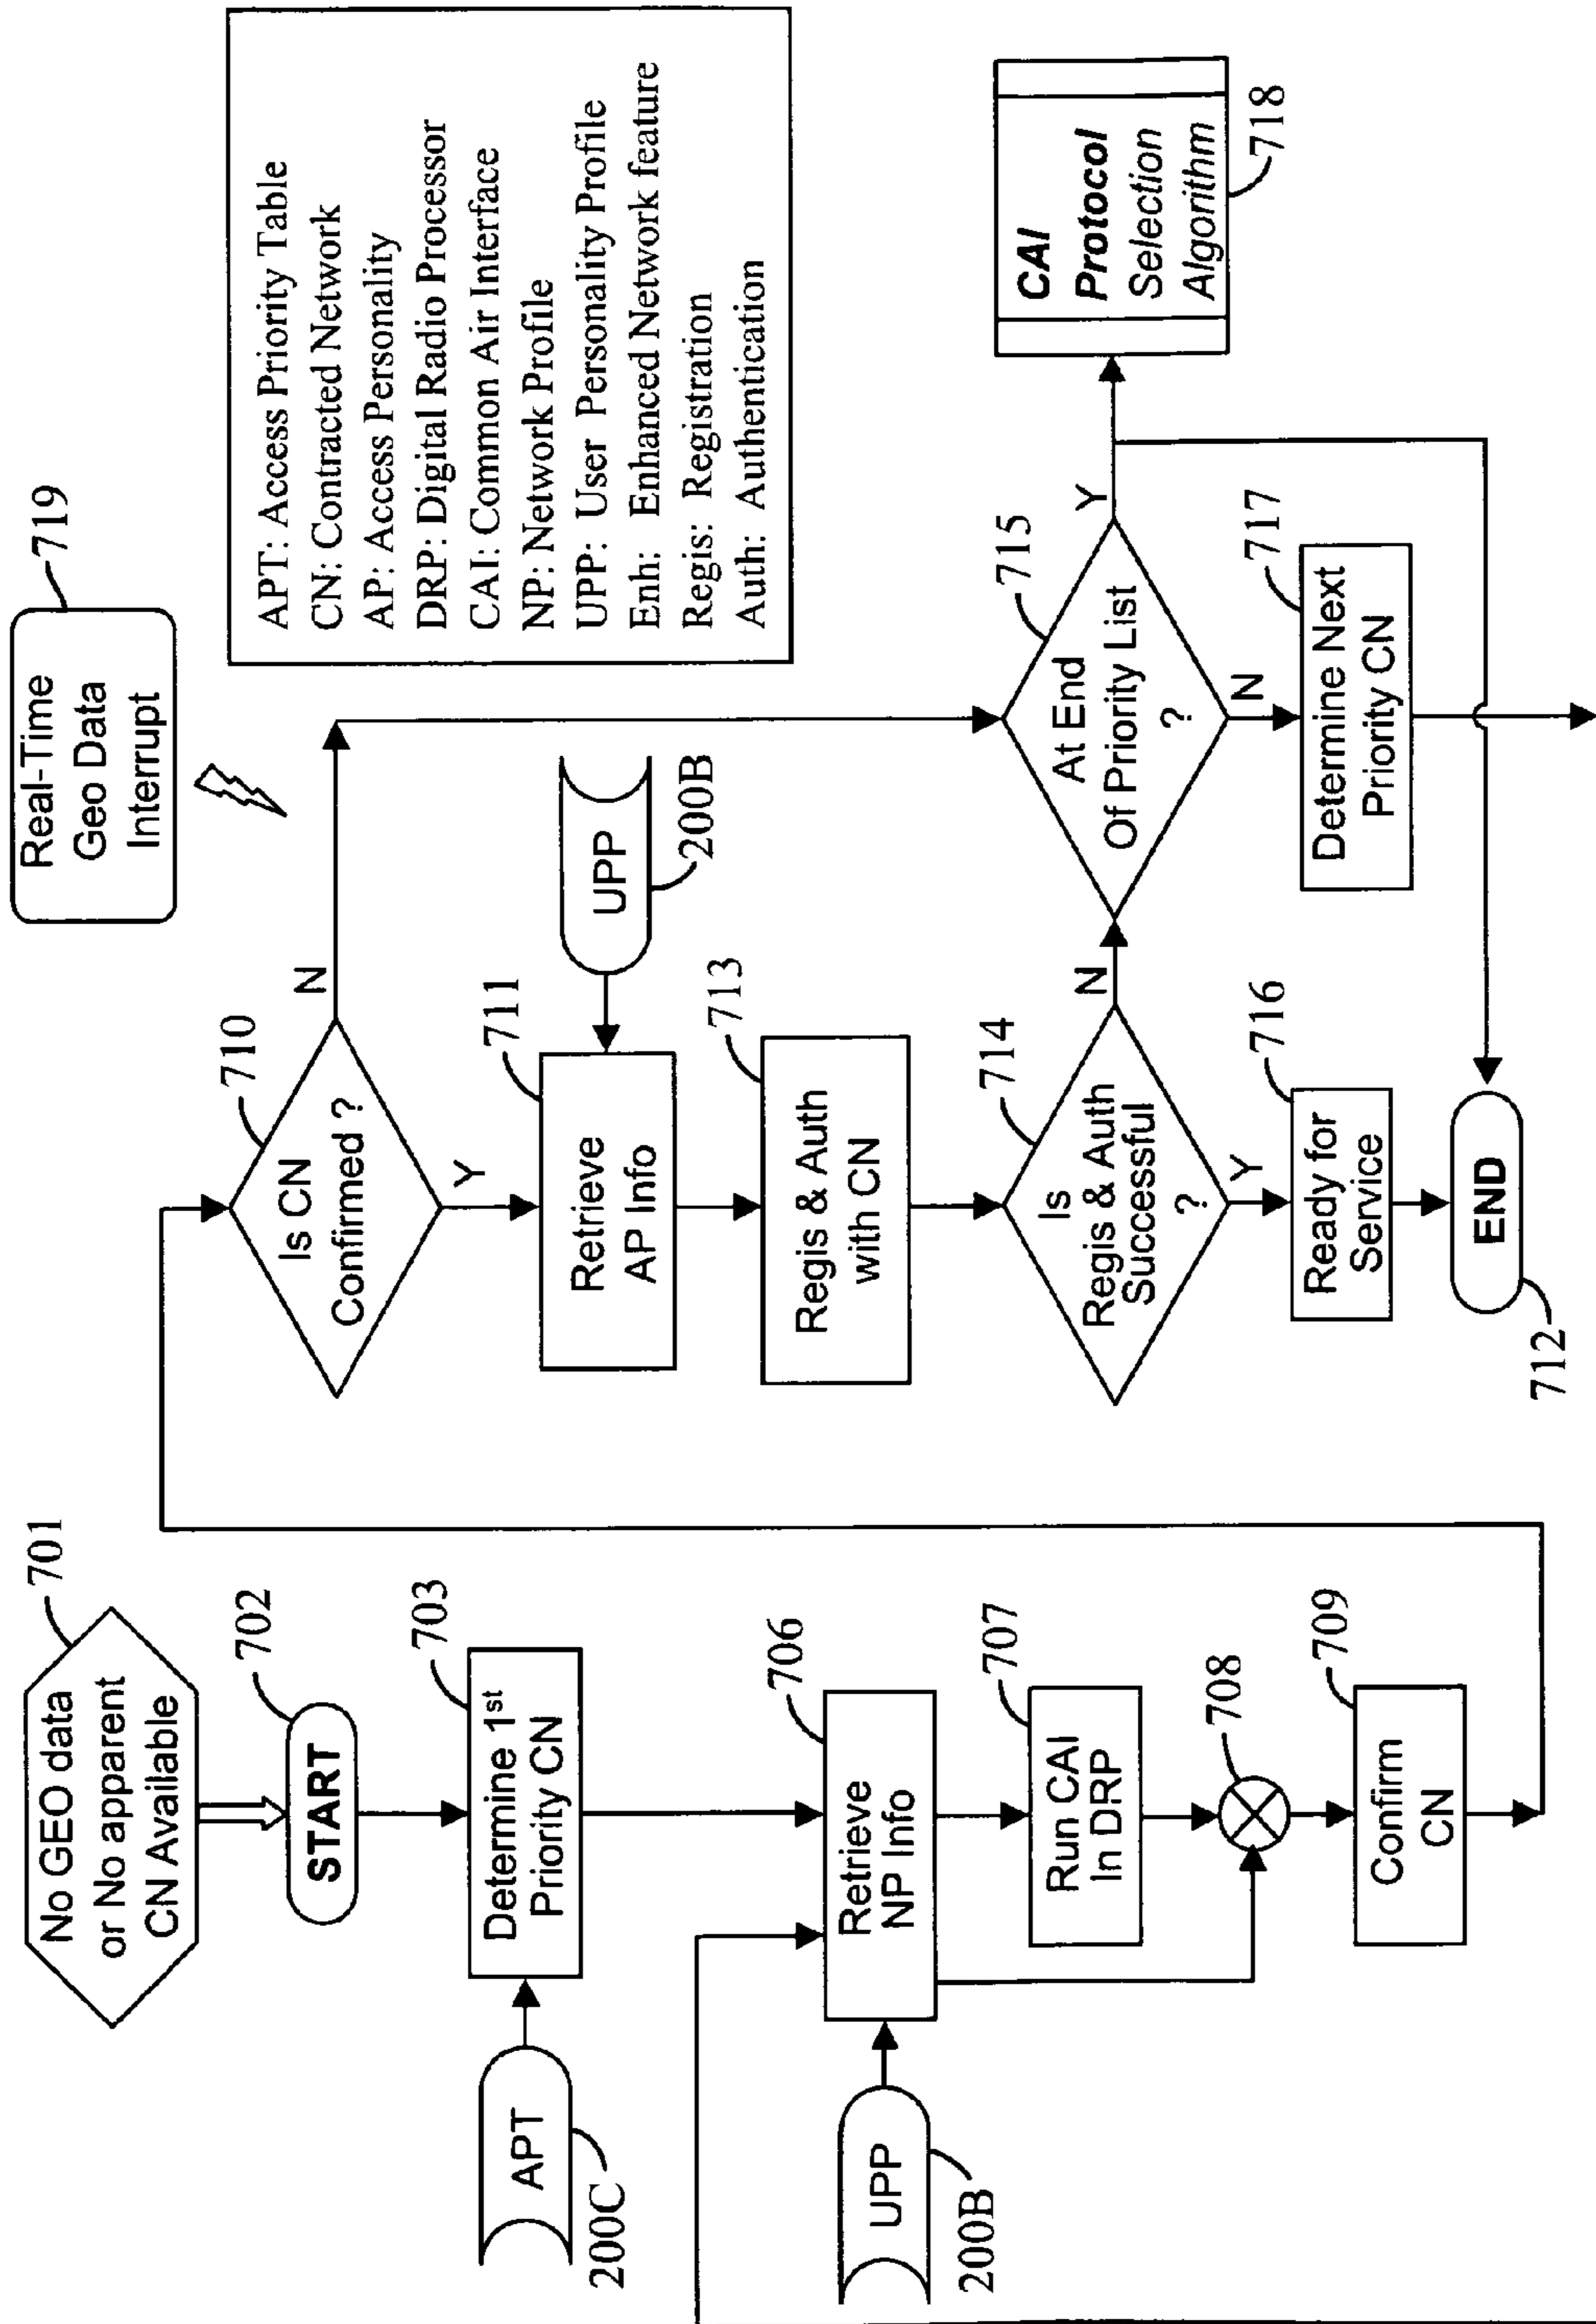 No GEO data
or No apparent
CN Available
701
START
702
Determine 1st
Priority CN
703
APT
200C
Retrieve
NP Info
706
UPP
200B
Run CAI
In DRP
707
708
Confirm
CN
709
Real-Time
Geo Data
Interrupt
719
Is CN
Confirmed ?
710
N
Y
Retrieve
AP Info
711
UPP
200B
Regis & Auth
with CN
713
Is
Regis & Auth
Successful
?
714
N
Y
Ready for
Service
716
END
712
At End
Of Priority List
?
715
Y
N
Determine Next
Priority CN
717
CAI
Protocol
Selection
Algorithm
718
APT: Access Priority Table
CN: Contracted Network
AP: Access Personality
DRP: Digital Radio Processor
CAI: Common Air Interface
NP: Network Profile
UPP: User Personality Profile
Enh: Enhanced Network feature
Regis: Registration
Auth: Authentication